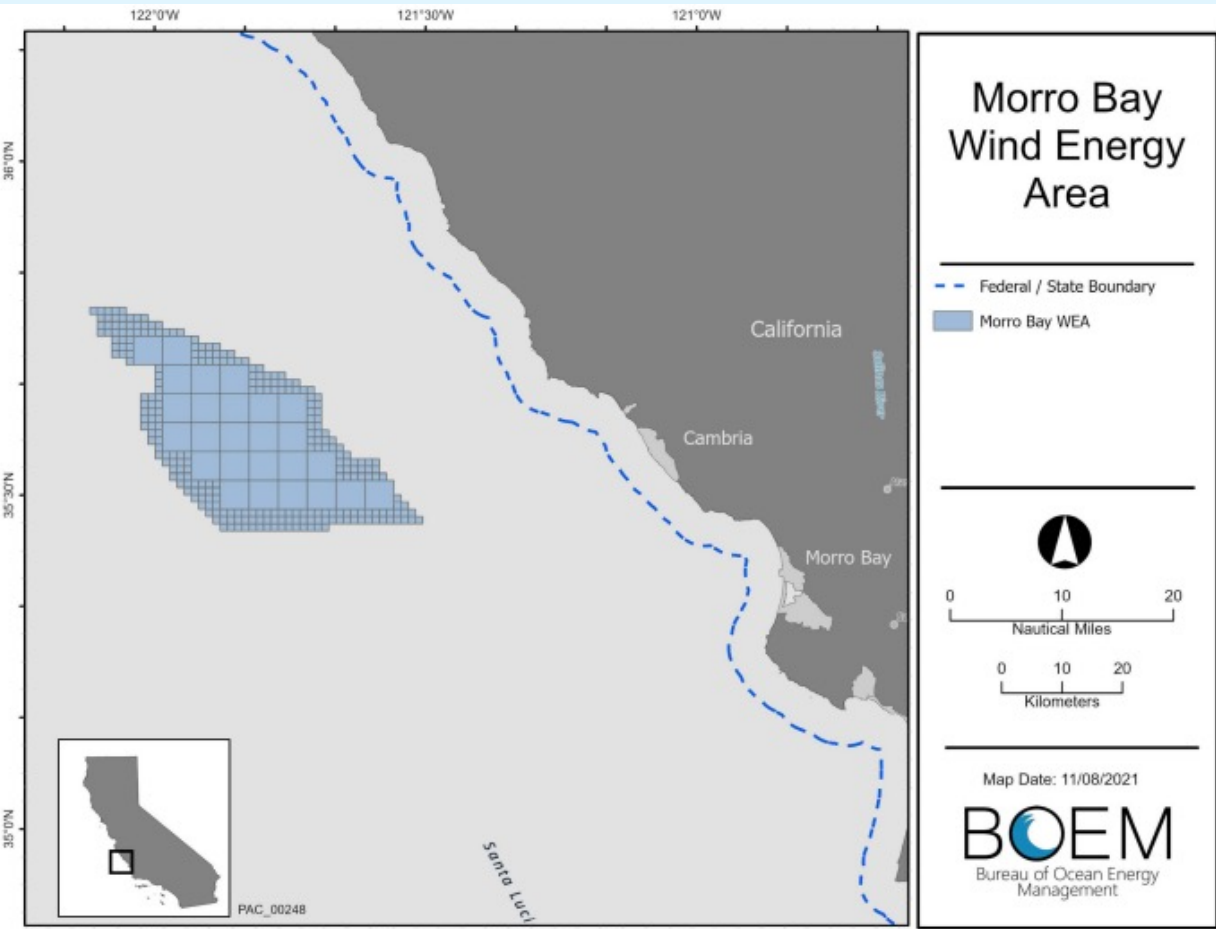 122°0'W
121°30'W
121°0'W
36°0'N
35°30'N
35°0'N
California
Cambria
Morro Bay
Santa Luci
PAC_00248
Morro Bay
Wind Energy
Area
Federal / State Boundary
Morro Bay WEA
0 10 20
Nautical Miles
0 10 20
Kilometers
Map Date: 11/08/2021
BOEM
Bureau of Ocean Energy
Management